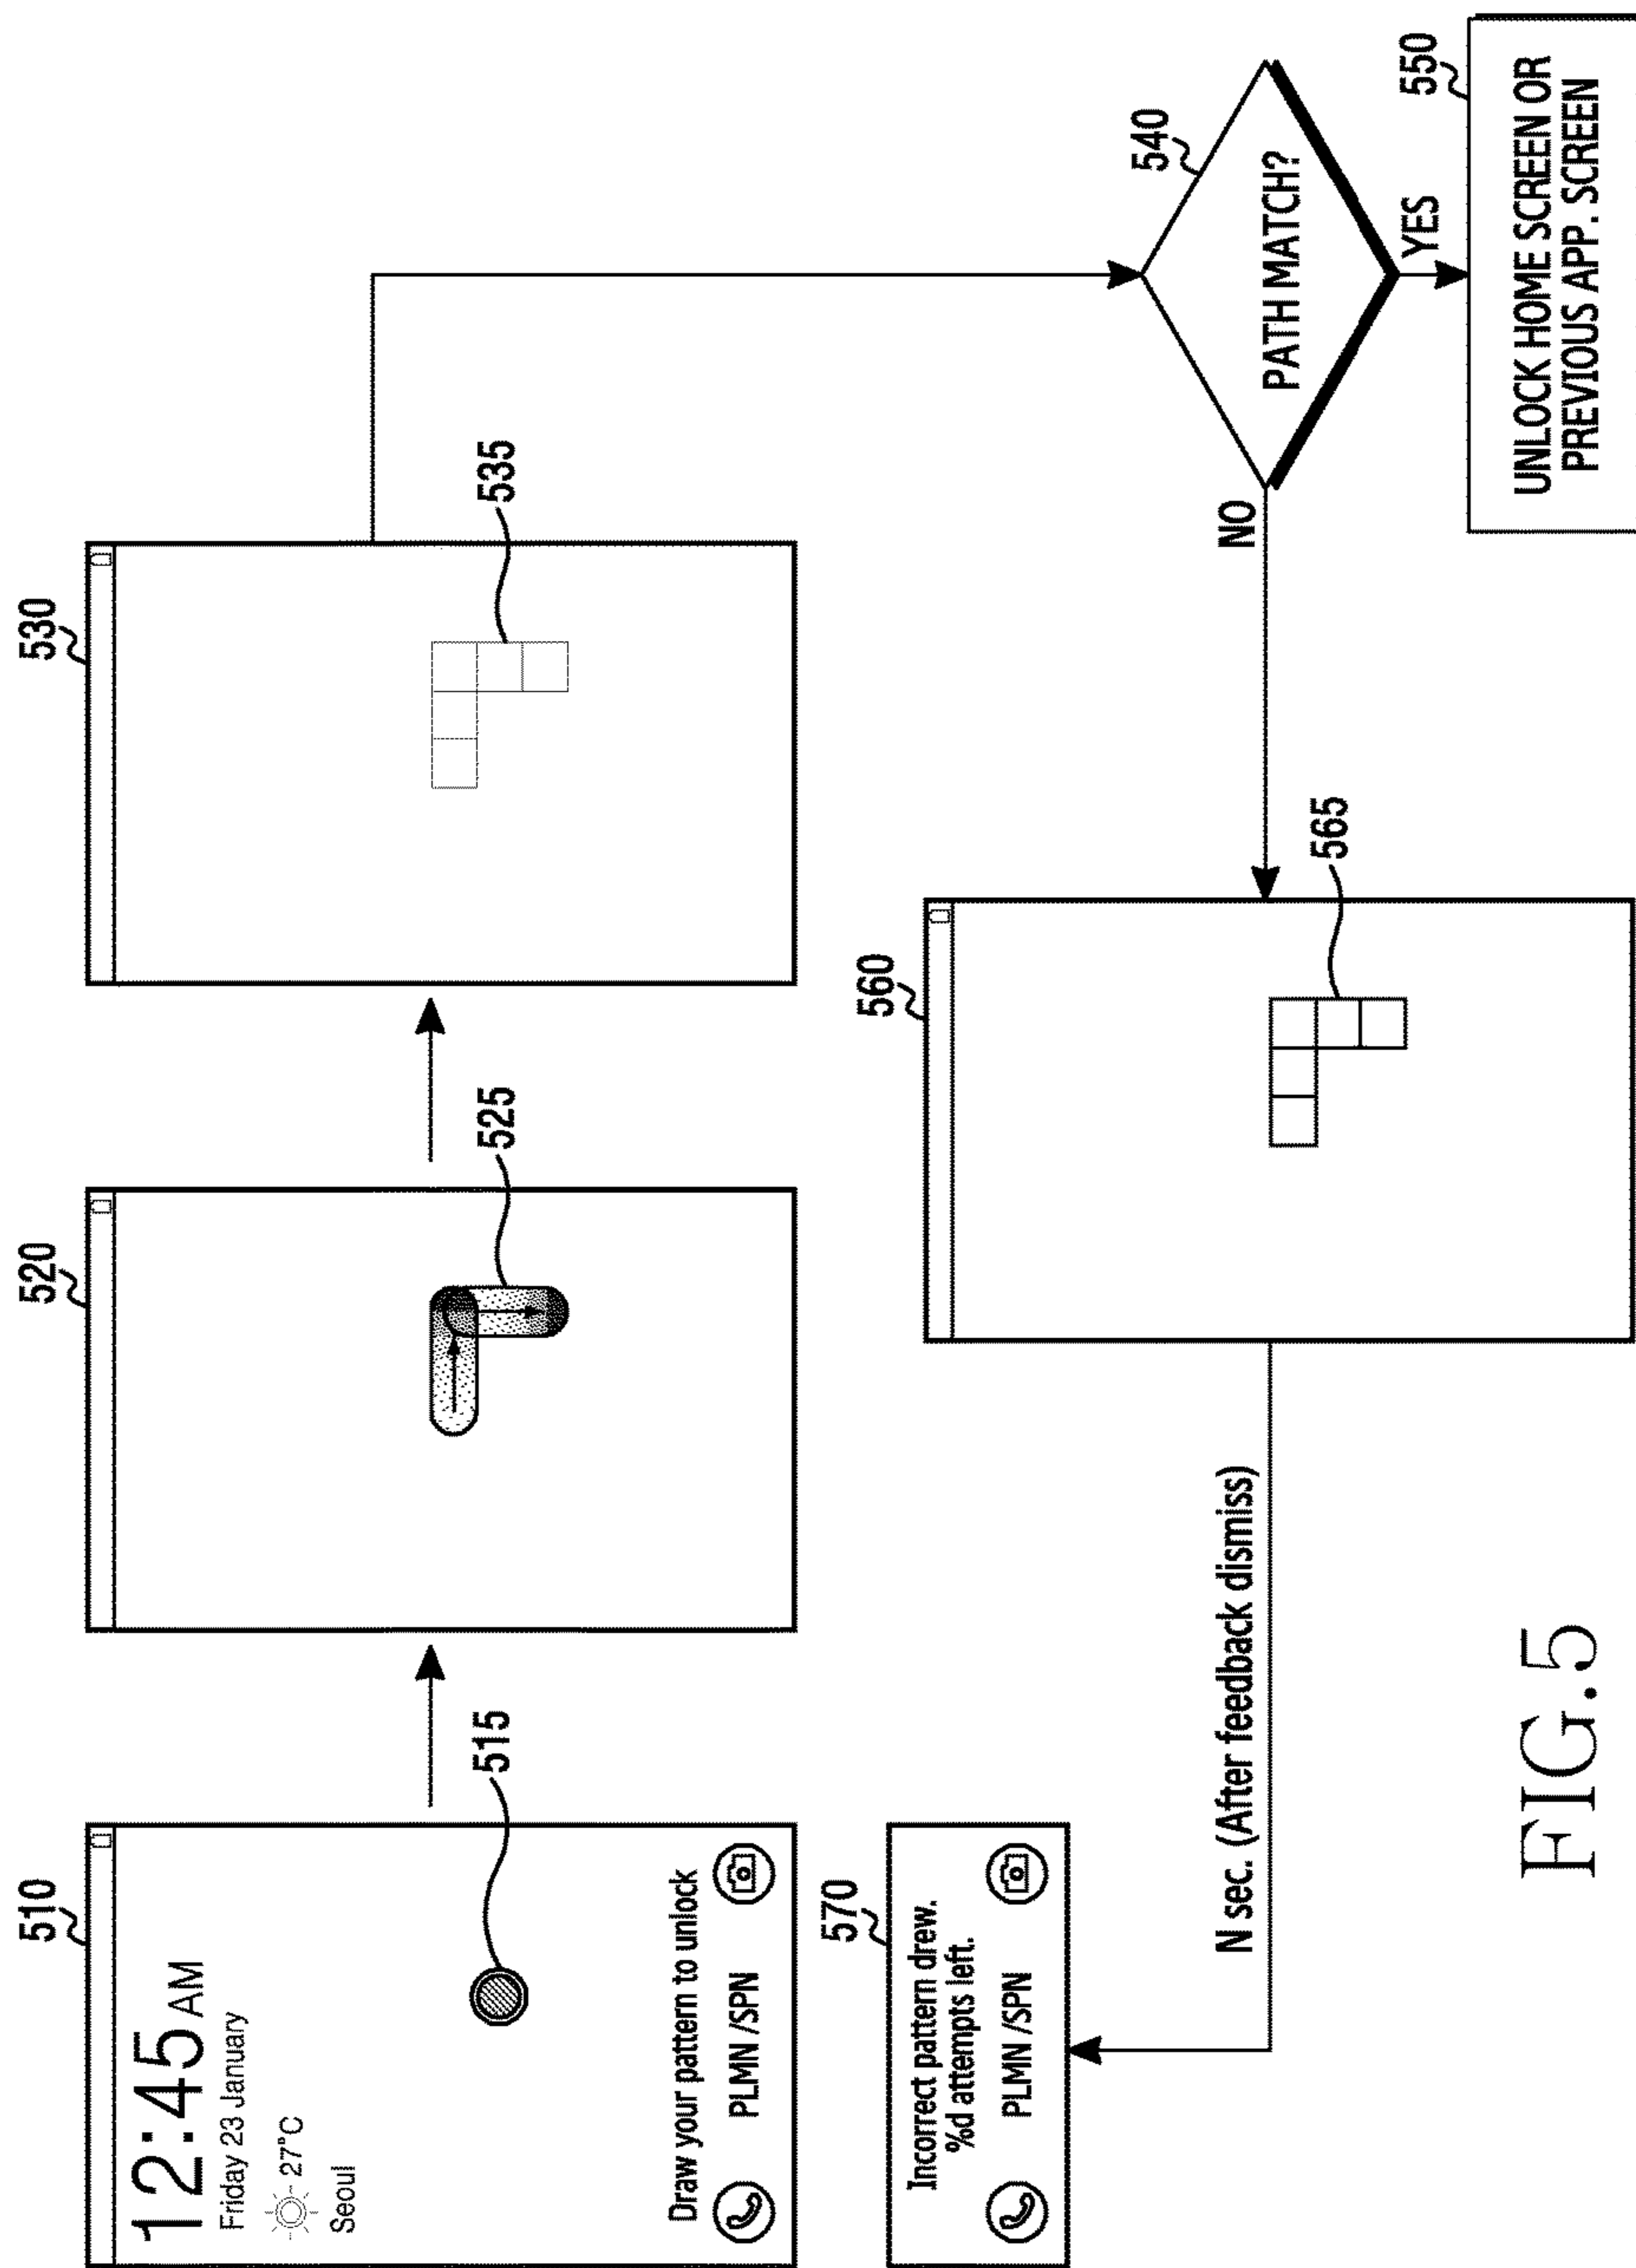 510
12:45 AM
Friday 23 January
27°C
Seoul
515
Draw your pattern to unlock
PLMN /SPN
520
525
530
535
540
PATH MATCH?
NO
YES
550
UNLOCK HOME SCREEN OR
PREVIOUS APP. SCREEN
560
565
N sec. (After feedback dismiss)
570
Incorrect pattern drew.
%d attempts left.
PLMN /SPN
FIG.5